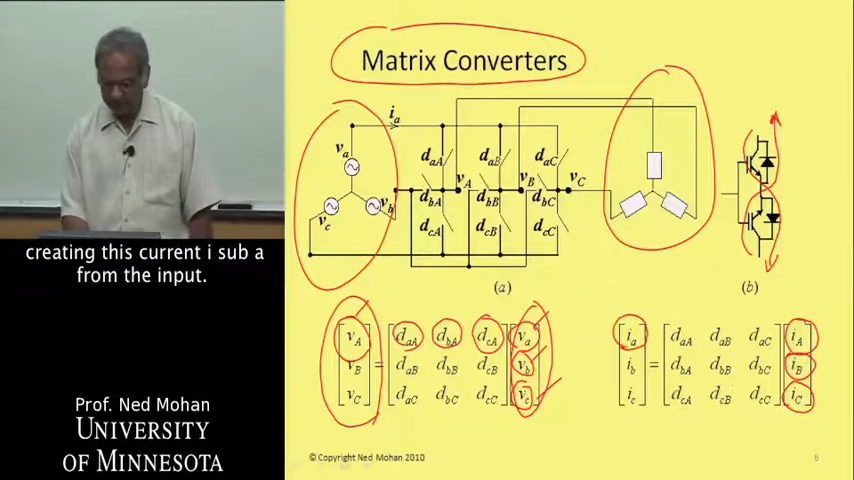 creating this current i sub a
from the input.
Prof. Ned Mohan
UNIVERSITY
OF MINNESOTA
Matrix Converters
i_a
v_a
v_b
v_c
d_aA d_aB d_aC
v_A v_B v_C
d_bA d_bB d_bC
d_cA d_cB d_cC
(a)
(b)
v_A d_aA d_bA d_cA v_a
v_B = d_aB d_bB d_cB v_b
v_C d_aC d_bC d_cC v_c
i_a d_aA d_aB d_aC i_A
i_b = d_bA d_bB d_bC i_B
i_c d_cA d_cB d_cC i_C
© Copyright Ned Mohan 2010
6